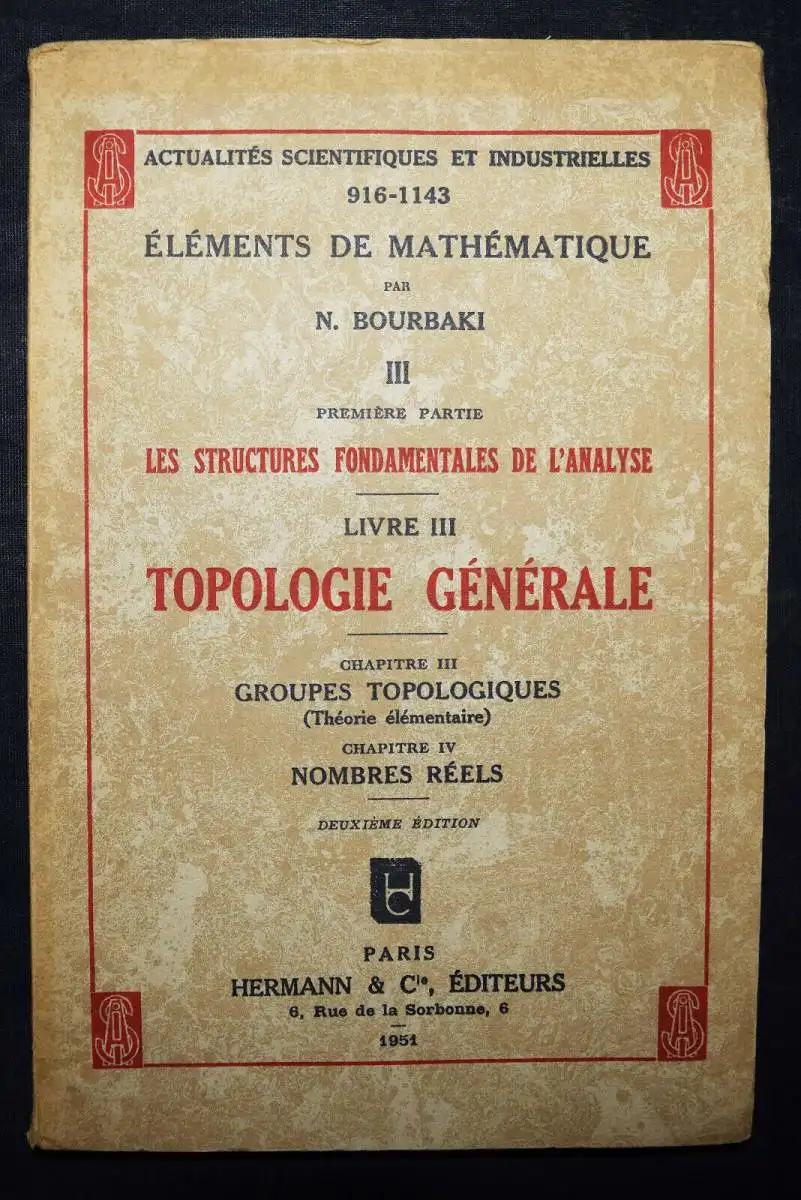 ACTUALITÉS SCIENTIFIQUES ET INDUSTRIELLES
916-1143
ÉLÉMENTS DE MATHÉMATIQUE
PAR
N. BOURBAKI
III
PREMIÈRE PARTIE
LES STRUCTURES FONDAMENTALES DE L'ANALYSE
LIVRE III
TOPOLOGIE GÉNÉRALE
CHAPITRE III
GROUPES TOPOLOGIQUES
(Théorie élémentaire)
CHAPITRE IV
NOMBRES RÉELS
DEUXIÈME ÉDITION
HC
PARIS
HERMANN & Cie, ÉDITEURS
6, Rue de la Sorbonne, 6
1951